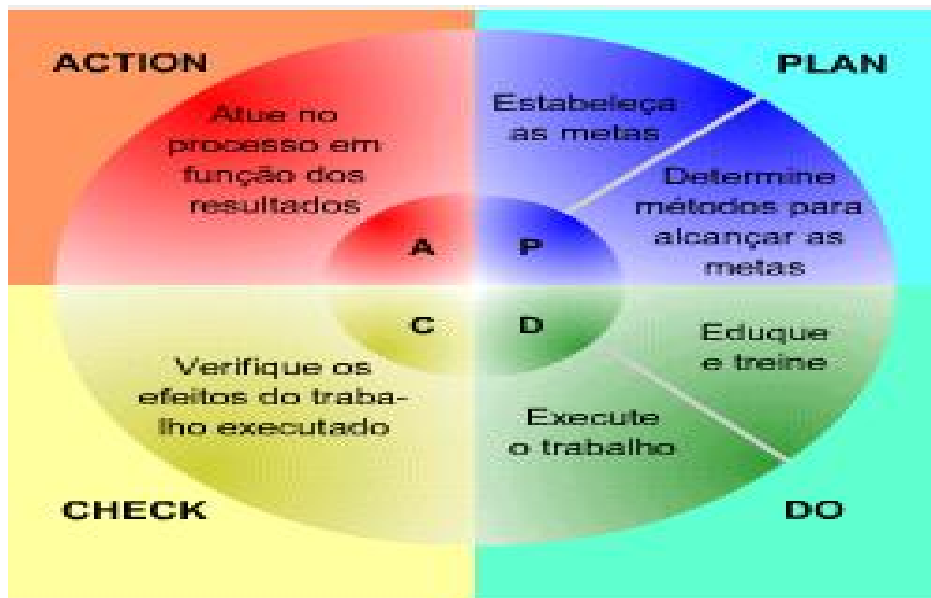 ACTION
Atue no
processo em
função dos
resultados
PLAN
Estabeleça
as metas
Determine
métodos para
alcançar as
metas
A
P
C
D
Verifique os
efeitos do traba-
lho executado
CHECK
Eduque
e treine
Execute
o trabalho
DO